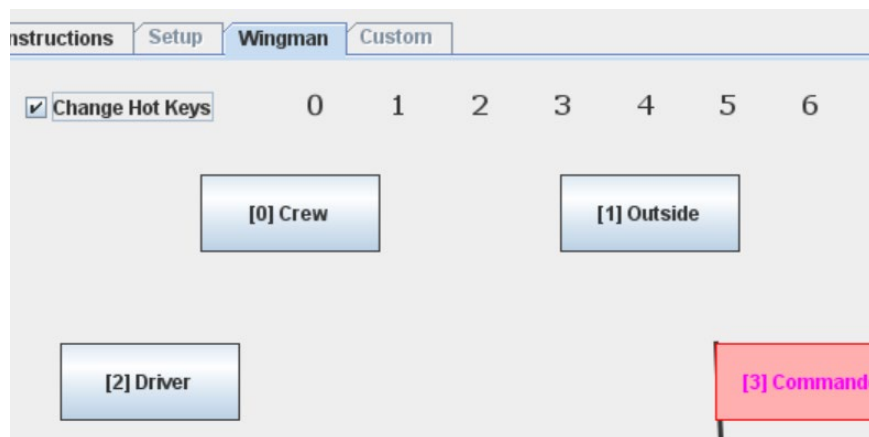 nstructions Setup Wingman Custom
Change Hot Keys 0 1 2 3 4 5 6
[0] Crew [1] Outside
[2] Driver [3] Command